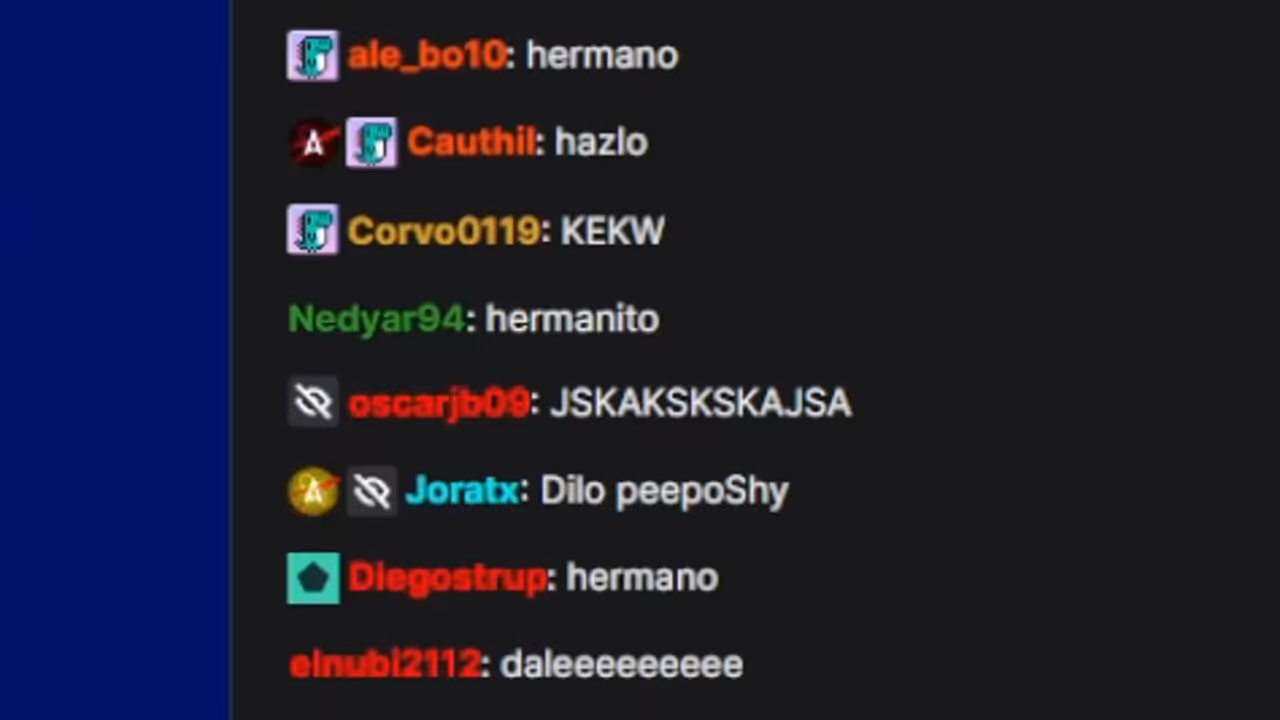 ale_bo10: hermano
A Cauthil: hazlo
Corvo0119: KEKW
Nedyar94: hermanito
oscarjb09: JSKAKSKSKAJSA
A Joratx: Dilo peepoShy
Diegostrup: hermano
elnubi2112: daleeeeeeeee